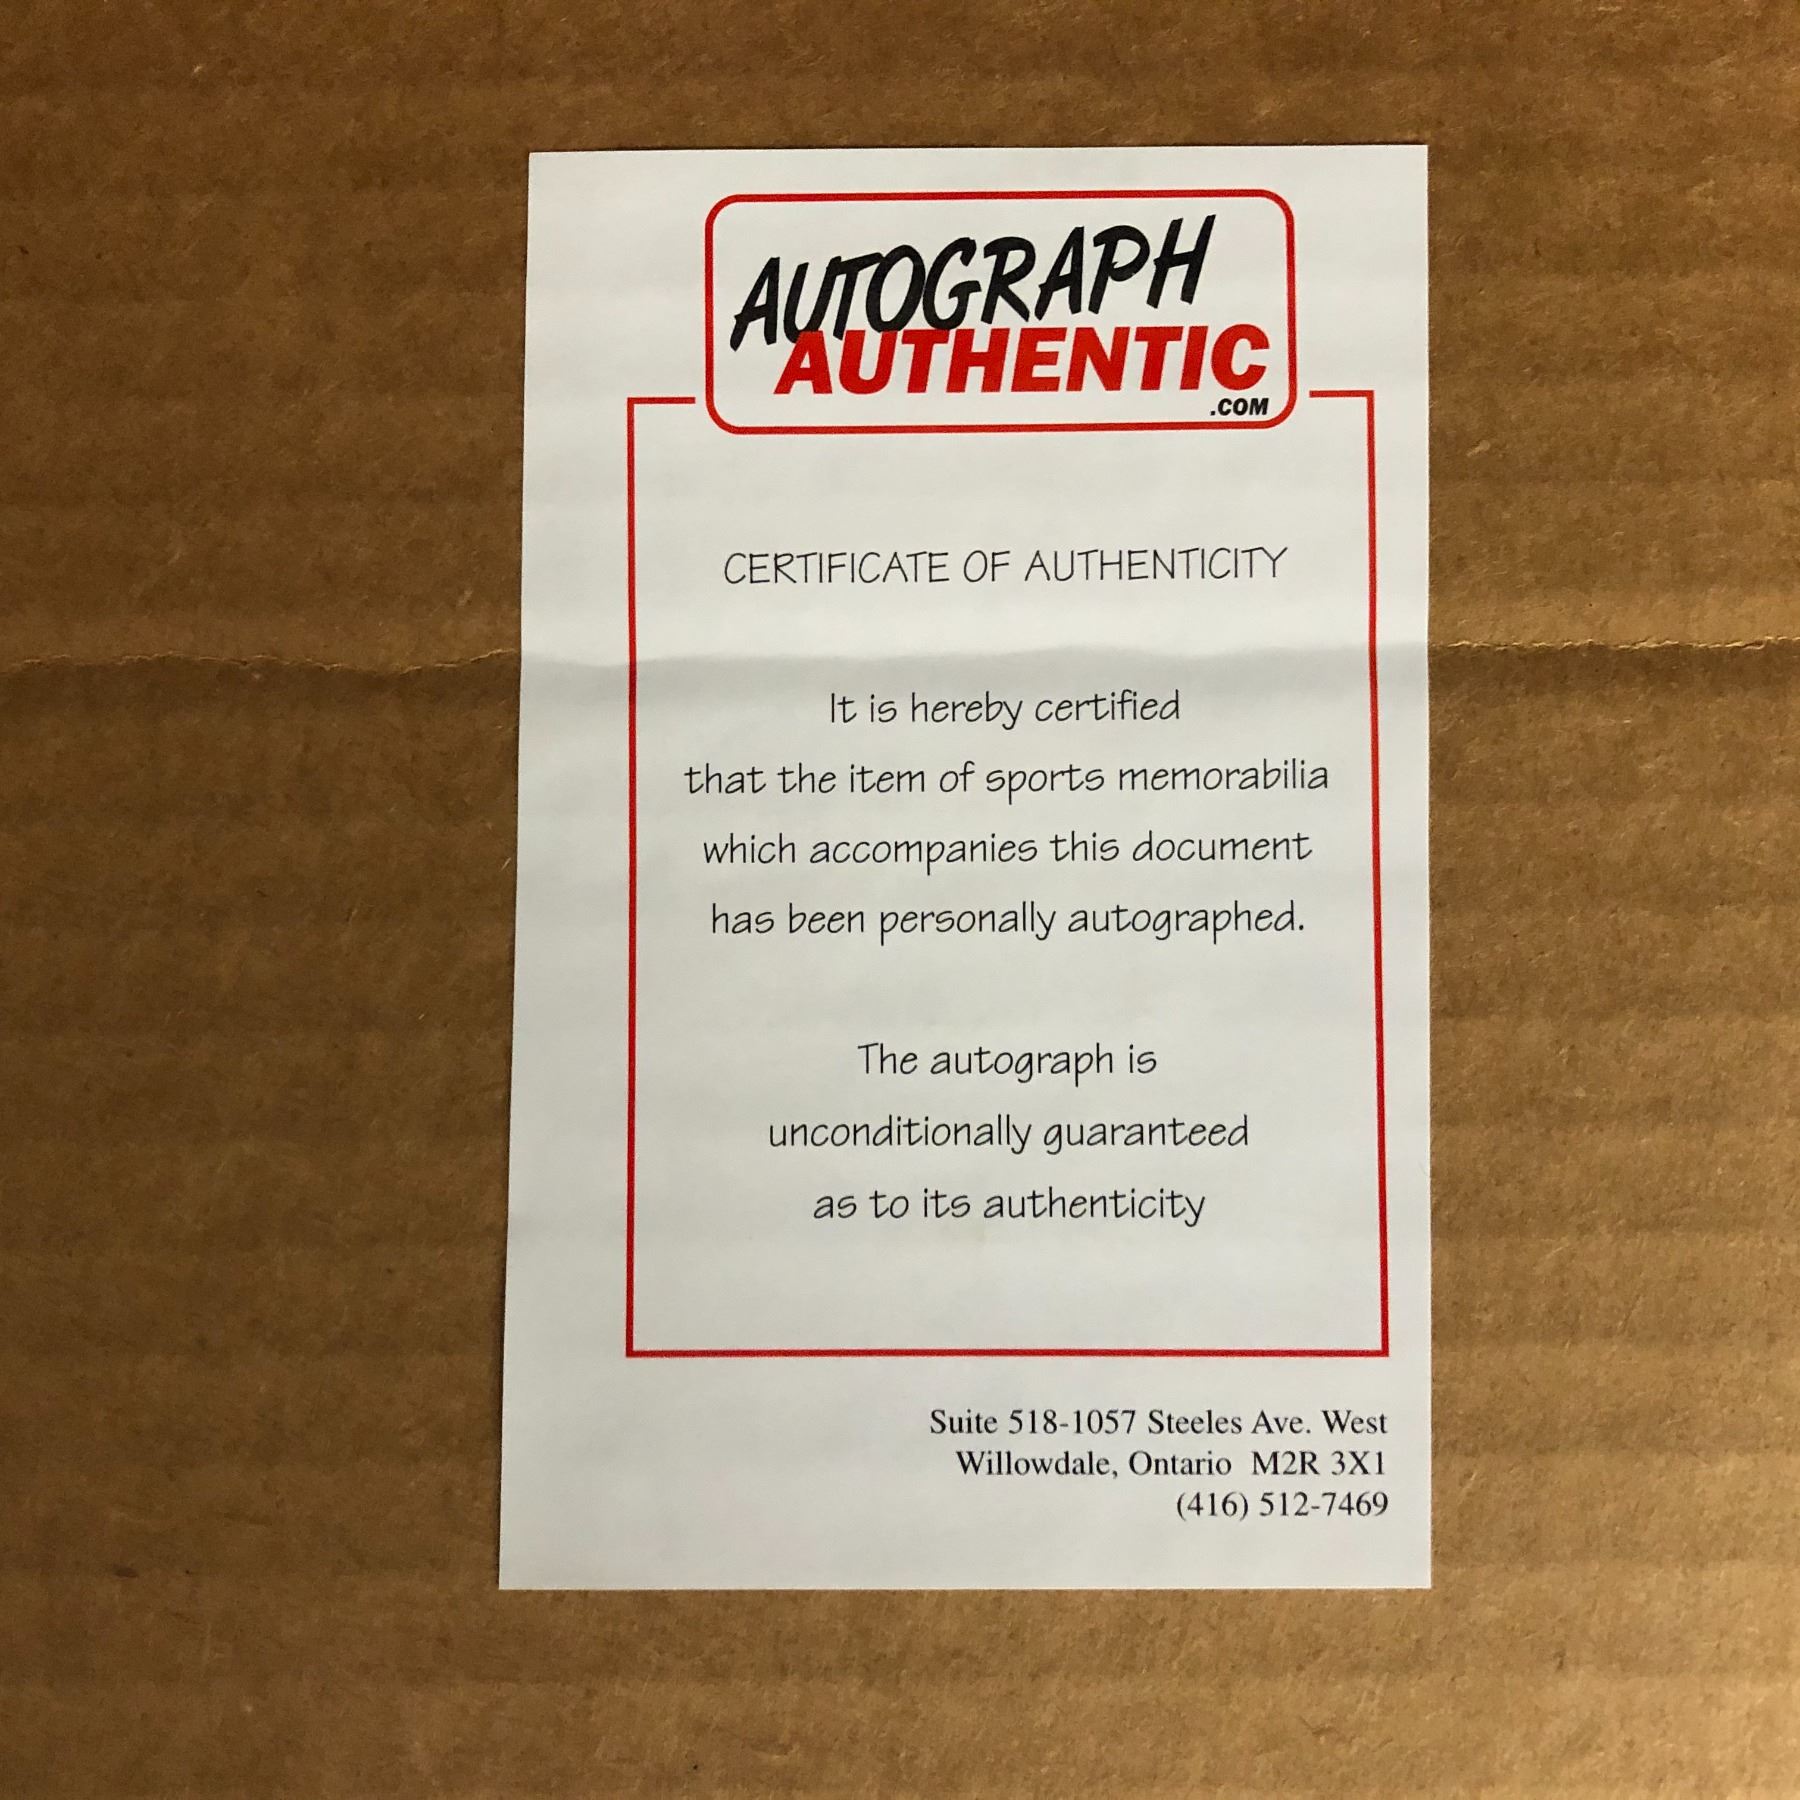 AUTOGRAPH
AUTHENTIC
.COM
CERTIFICATE OF AUTHENTICITY
It is hereby certified
that the item of sports memorabilia
which accompanies this document
has been personally autographed.
The autograph is
unconditionally guaranteed
as to its authenticity
Suite 518-1057 Steeles Ave. West
Willowdale, Ontario  M2R 3X1
(416) 512-7469